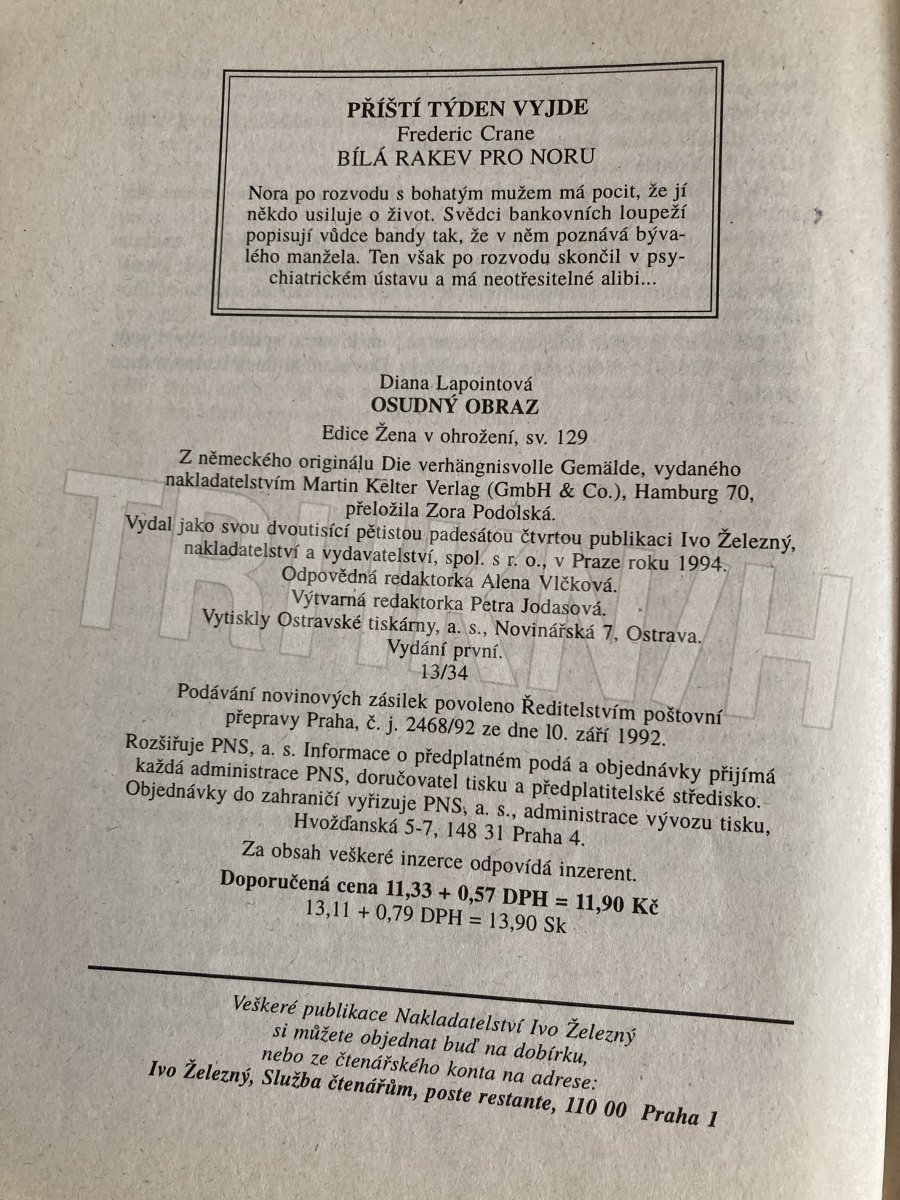 PŘÍŠTÍ TÝDEN VYJDE
Frederic Crane
BÍLÁ RAKEV PRO NORU
Nora po rozvodu s bohatým mužem má pocit, že jí
někdo usiluje o život. Svědci bankovních loupeží
popisují vůdce bandy tak, že v něm poznává býva-
lého manžela. Ten však po rozvodu skončil v psy-
chiatrickém ústavu a má neotřesitelné alibi...
Diana Lapointová
OSUDNÝ OBRAZ
Edice Žena v ohrožení, sv. 129
Z německého originálu Die verhängnisvolle Gemälde, vydaného
nakladatelstvím Martin Kelter Verlag (GmbH & Co.), Hamburg 70,
přeložila Zora Podolská.
Vydal jako svou dvoutisící pětistou padesátou čtvrtou publikaci Ivo Železný,
nakladatelství a vydavatelství, spol. s r. o., v Praze roku 1994.
Odpovědná redaktorka Alena Vlčková.
Výtvarná redaktorka Petra Jodasová.
Vytiskly Ostravské tiskárny, a. s., Novinářská 7, Ostrava.
Vydání první.
13/34
Podávání novinových zásilek povoleno Ředitelstvím poštovní
přepravy Praha, č. j. 2468/92 ze dne 10. září 1992.
Rozšiřuje PNS, a. s. Informace o předplatném podá a objednávky přijímá
každá administrace PNS, doručovatel tisku a předplatitelské středisko.
Objednávky do zahraničí vyřizuje PNS, a. s., administrace vývozu tisku,
Hvožďanská 5-7, 148 31 Praha 4.
Za obsah veškeré inzerce odpovídá inzerent.
Doporučená cena 11,33 + 0,57 DPH = 11,90 Kč
13,11 + 0,79 DPH = 13,90 Sk
Veškeré publikace Nakladatelství Ivo Železný
si můžete objednat buď na dobírku,
nebo ze čtenářského konta na adrese:
Ivo Železný, Služba čtenářům, poste restante, 110 00 Praha 1